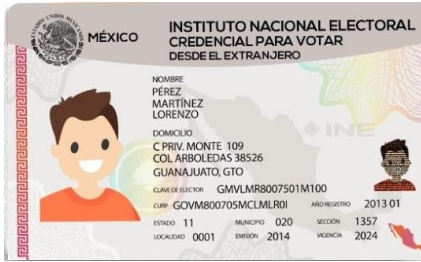 MÉXICO
INSTITUTO NACIONAL ELECTORAL
CREDENCIAL PARA VOTAR
DESDE EL EXTRANJERO
NOMBRE
PÉREZ
MARTÍNEZ
LORENZO
DOMICILIO
C PRIV. MONTE 109
COL ARBOLEDAS 38526
GUANAJUATO, GTO
CLAVE DE ELECTOR GMVLMR8007501M100
CURP GOVM800705MCLMLR0I AÑO REGISTRO 2013 01
ESTADO 11 MUNICIPIO 020 SECCIÓN 1357
LOCALIDAD 0001 EMISIÓN 2014 VIGENCIA 2024
INE